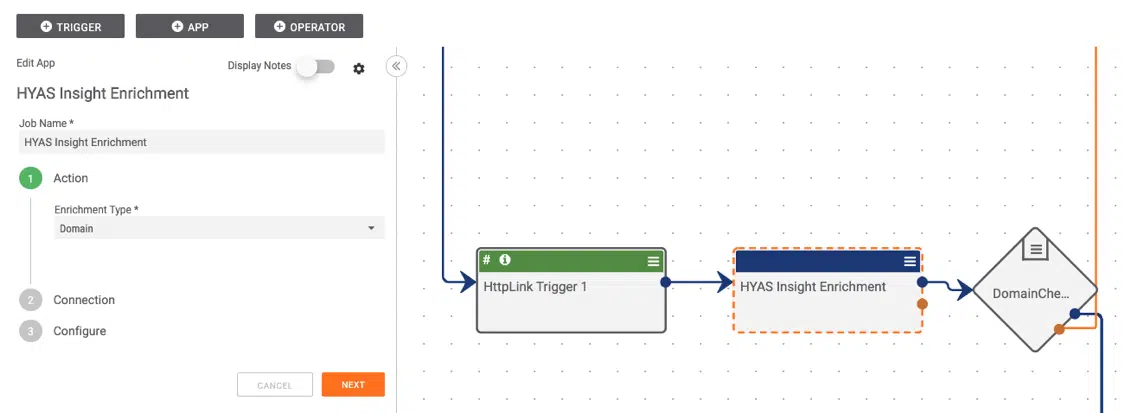 TRIGGER
APP
OPERATOR
Edit App
Display Notes
HYAS Insight Enrichment
Job Name *
HYAS Insight Enrichment
1 Action
Enrichment Type *
Domain
2 Connection
3 Configure
CANCEL
NEXT
#
HttpLink Trigger 1
HYAS Insight Enrichment
DomainChe...